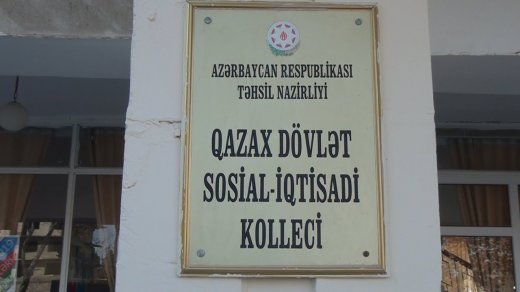 AZƏRBAYCAN RESPUBLİKASI
TƏHSİL NAZİRLİYİ
QAZAX DÖVLƏT
SOSİAL-İQTİSADİ
KOLLECİ